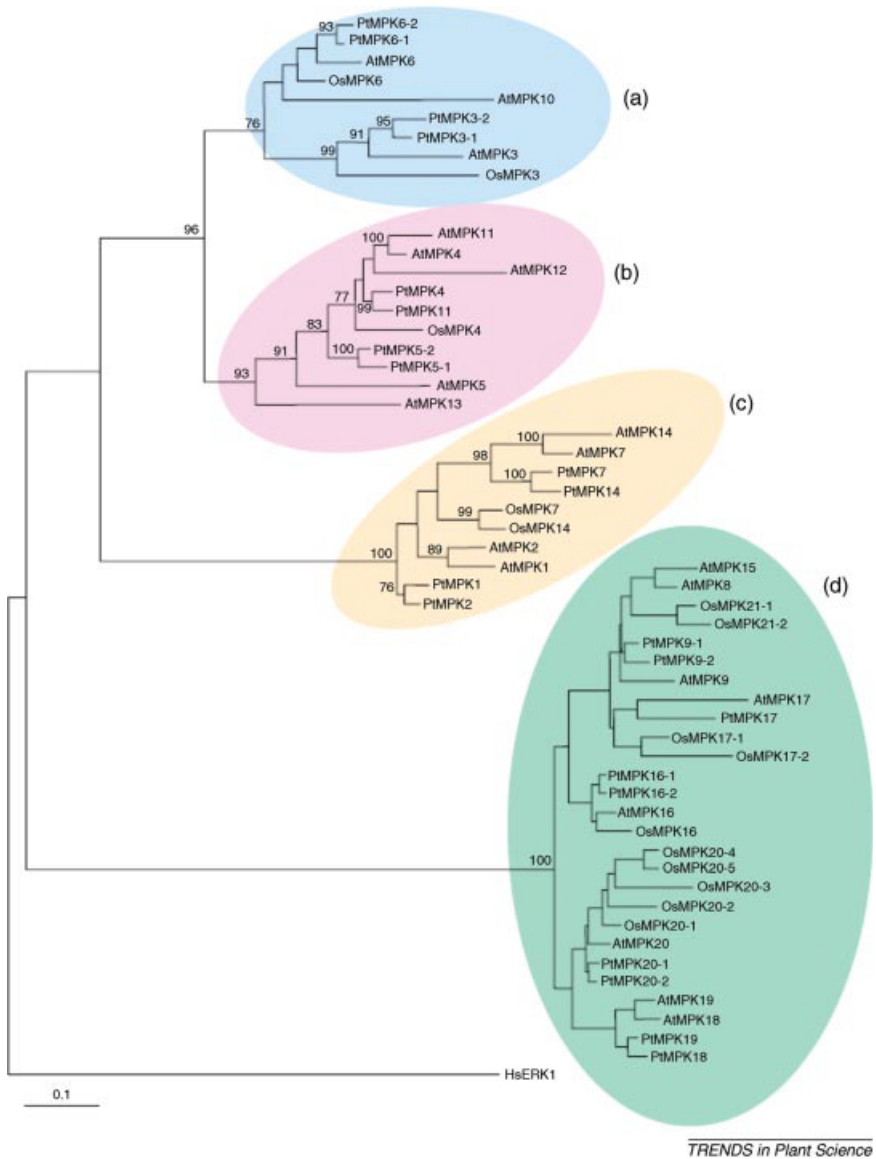 93
PtMPK6-2
PtMPK6-1
AtMPK6
OsMPK6
AtMPK10
(a)
76
PtMPK3-2
95
PtMPK3-1
91
99
AtMPK3
OsMPK3
96
AtMPK11
100
AtMPK4
AtMPK12
(b)
PtMPK4
77
99
PtMPK11
83
OsMPK4
PtMPK5-2
91
100
PtMPK5-1
93
AtMPK5
AtMPK13
(c)
AtMPK14
100
AtMPK7
98
PtMPK7
100
PtMPK14
OsMPK7
99
OsMPK14
AtMPK2
100
89
AtMPK1
PtMPK1
76
PtMPK2
AtMPK15
(d)
AtMPK8
OsMPK21-1
OsMPK21-2
PtMPK9-1
PtMPK9-2
AtMPK9
AtMPK17
PtMPK17
OsMPK17-1
OsMPK17-2
PtMPK16-1
PtMPK16-2
AtMPK16
OsMPK16
OsMPK20-4
100
OsMPK20-5
OsMPK20-3
OsMPK20-2
OsMPK20-1
AtMPK20
PtMPK20-1
PtMPK20-2
AtMPK19
AtMPK18
PtMPK19
PtMPK18
HsERK1
0.1
TRENDS in Plant Science